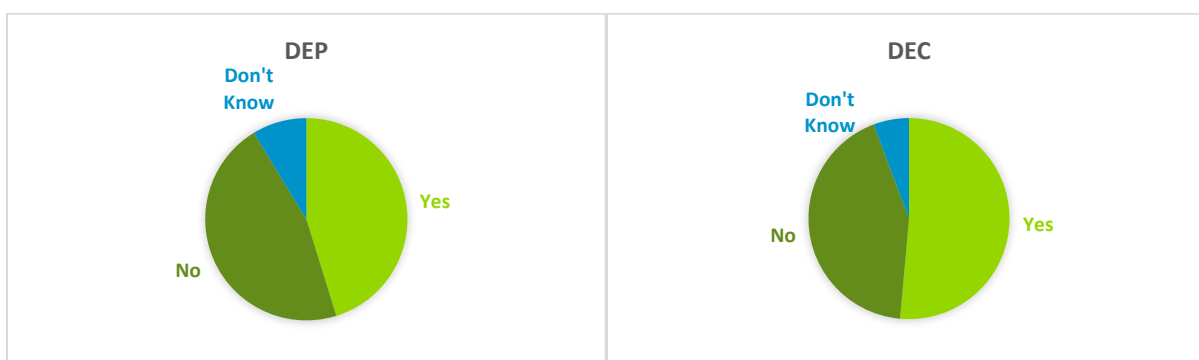 DEP
Don't
Know
Yes
No
DEC
Don't
Know
Yes
No